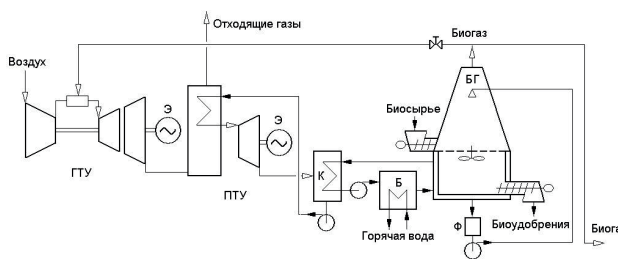 Отходящие газы
Биогаз
Воздух
БГ
Э
Биосырье
Э
ГТУ
К
Б
ПТУ
Ф
Биоудобрения
Горячая вода
Биога